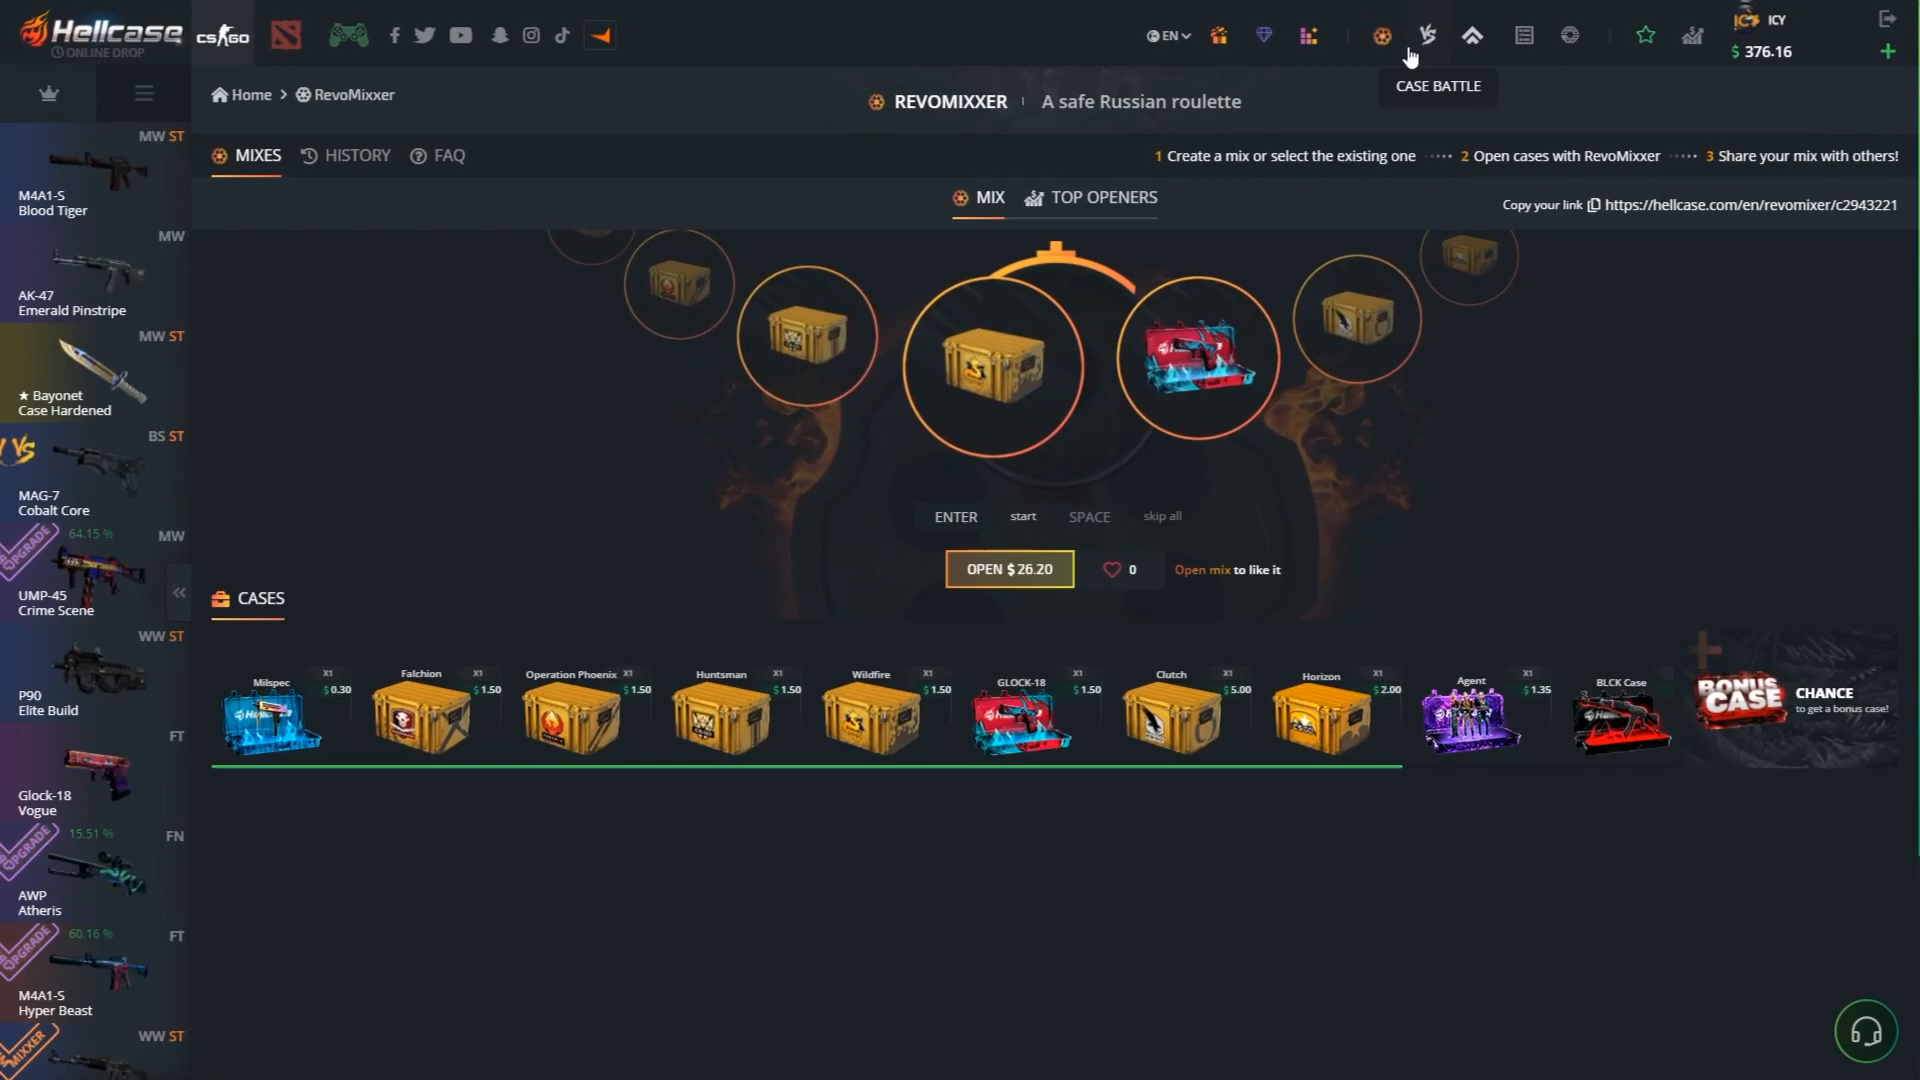 Hellcase
ONLINE DROP
CS:GO
EN
ICY
$ 376.16
CASE BATTLE
Home > RevoMixxer
REVOMIXXER | A safe Russian roulette
MIXES HISTORY FAQ
1 Create a mix or select the existing one ····· 2 Open cases with RevoMixxer ····· 3 Share your mix with others!
MIX TOP OPENERS
Copy your link https://hellcase.com/en/revomixer/c2943221
MW ST
M4A1-S
Blood Tiger
MW
AK-47
Emerald Pinstripe
MW ST
★ Bayonet
Case Hardened
VS
BS ST
MAG-7
Cobalt Core
UPGRADE
64.15 %
MW
UMP-45
Crime Scene
WW ST
P90
Elite Build
FT
Glock-18
Vogue
UPGRADE
15.51 %
FN
AWP
Atheris
UPGRADE
60.16 %
FT
M4A1-S
Hyper Beast
MIXXER
WW ST
ENTER start SPACE skip all
OPEN $ 26.20
0
Open mix to like it
CASES
Milspec X1
$ 0.30
Falchion X1
$ 1.50
Operation Phoenix X1
$ 1.50
Huntsman X1
$ 1.50
Wildfire X1
$ 1.50
GLOCK-18 X1
$ 1.50
Clutch X1
$ 5.00
Horizon X1
$ 2.00
Agent X1
$ 1.35
BLCK Case
BONUS CASE
CHANCE
to get a bonus case!